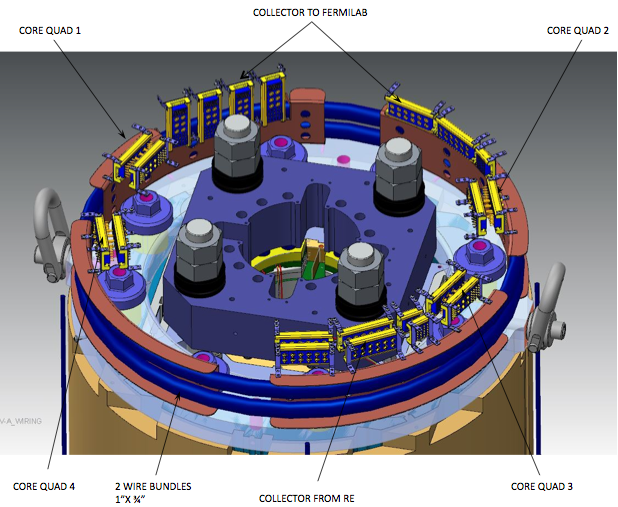 COLLECTOR TO FERMILAB
CORE QUAD 1
CORE QUAD 2
V-A_WIRING
CORE QUAD 4
2 WIRE BUNDLES
1"X ¾"
COLLECTOR FROM RE
CORE QUAD 3